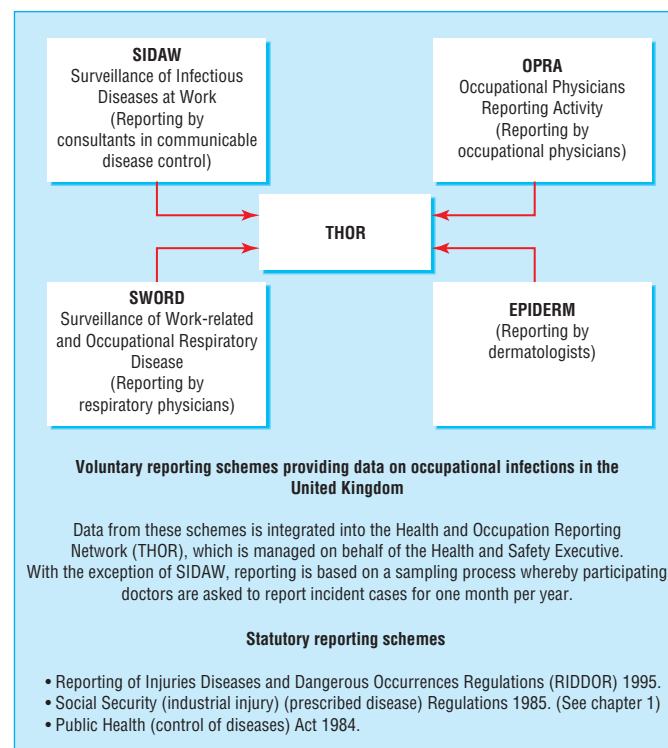 SIDAW
Surveillance of Infectious
Diseases at Work
(Reporting by
consultants in communicable
disease control)
OPRA
Occupational Physicians
Reporting Activity
(Reporting by
occupational physicians)
THOR
SWORD
Surveillance of Work-related
and Occupational Respiratory
Disease
(Reporting by
respiratory physicians)
EPIDERM
(Reporting by
dermatologists)
Voluntary reporting schemes providing data on occupational infections in the
United Kingdom
Data from these schemes is integrated into the Health and Occupation Reporting
Network (THOR), which is managed on behalf of the Health and Safety Executive.
With the exception of SIDAW, reporting is based on a sampling process whereby participating
doctors are asked to report incident cases for one month per year.
Statutory reporting schemes
• Reporting of Injuries Diseases and Dangerous Occurrences Regulations (RIDDOR) 1995.
• Social Security (industrial injury) (prescribed disease) Regulations 1985. (See chapter 1)
• Public Health (control of diseases) Act 1984.